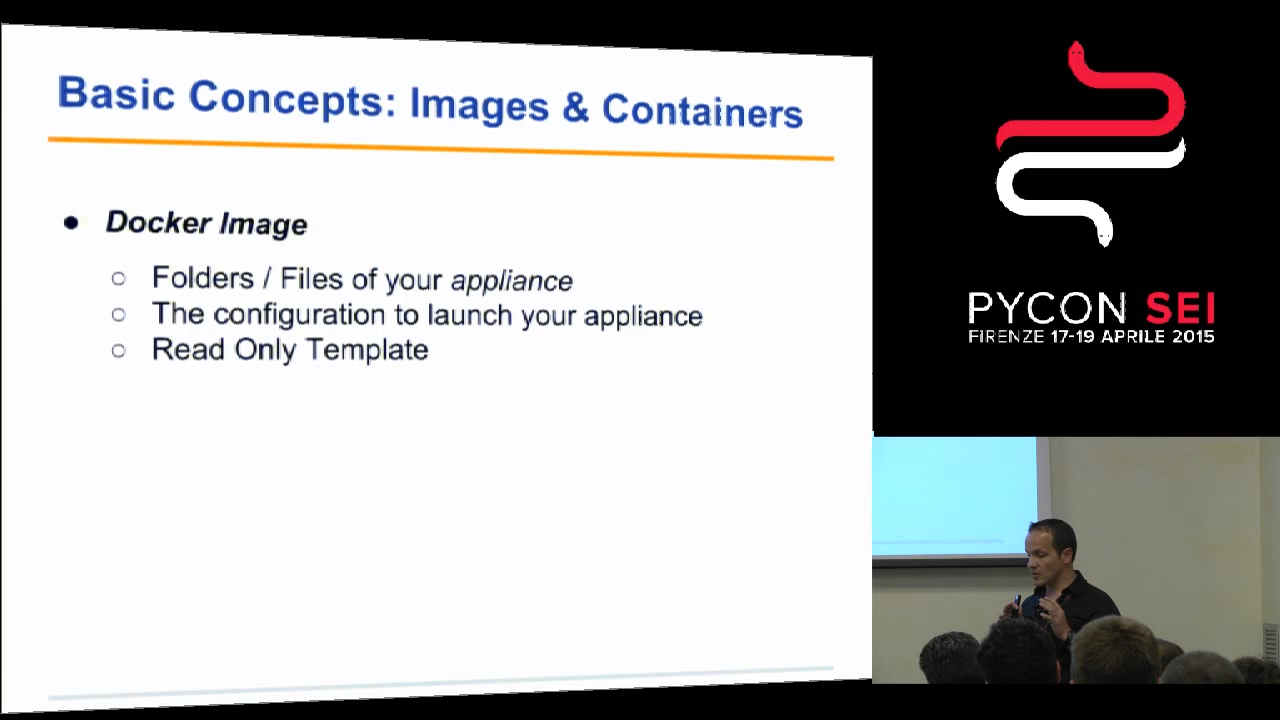 Basic Concepts: Images & Containers
● Docker Image
○ Folders / Files of your appliance
○ The configuration to launch your appliance
○ Read Only Template
PYCON SEI
FIRENZE 17-19 APRILE 2015